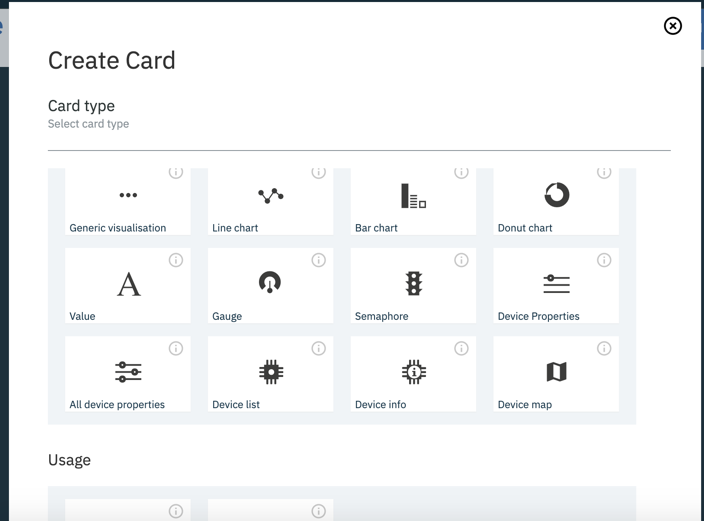 Create Card
Card type
Select card type
Generic visualisation
Line chart
Bar chart
Donut chart
A
Value
Gauge
Semaphore
Device Properties
All device properties
Device list
Device info
Device map
Usage